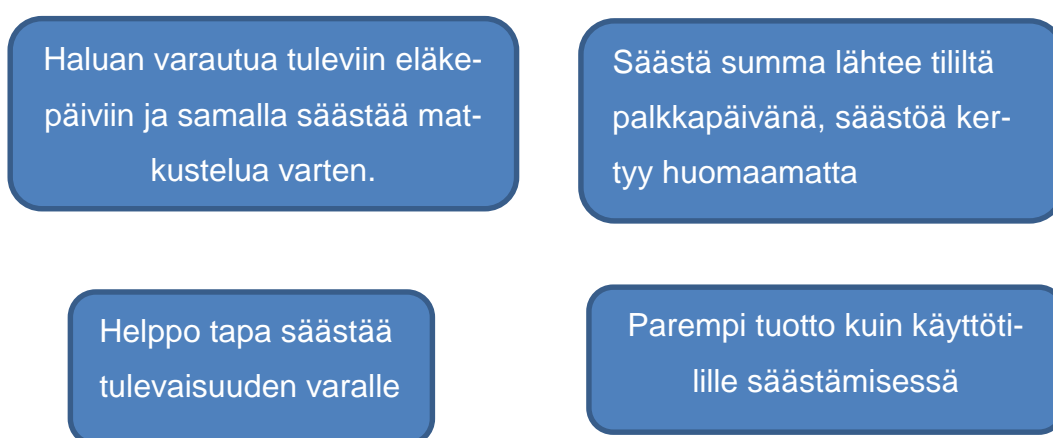 Haluan varautua tuleviin eläke-
päiviin ja samalla säästää mat-
kustelua varten.
Säästä summa lähtee tililtä
palkkapäivänä, säästöä ker-
tyy huomaamatta
Helppo tapa säästää
tulevaisuuden varalle
Parempi tuotto kuin käyttöti-
lille säästämisessä